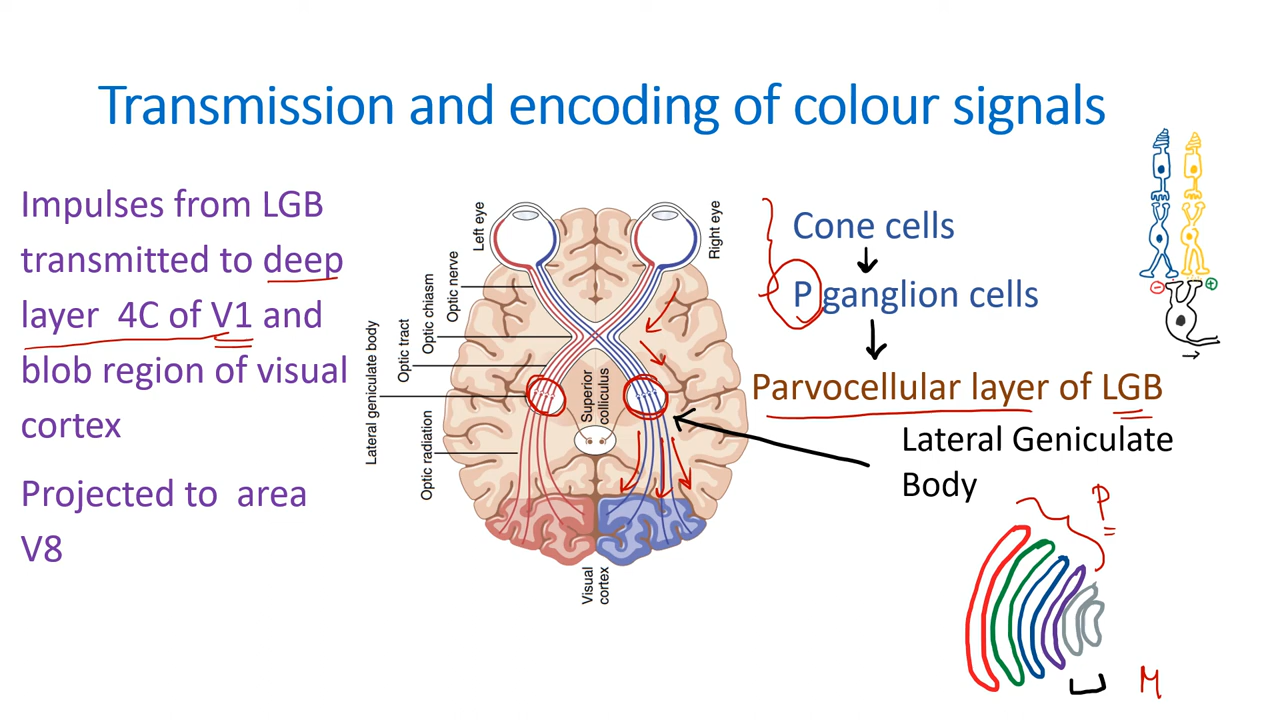 Transmission and encoding of colour signals
Impulses from LGB
transmitted to deep
layer 4C of V1 and
blob region of visual
cortex
Projected to area
V8
Left eye
Right eye
Optic nerve
Optic chiasm
Optic tract
Lateral geniculate body
Optic radiation
Superior
colliculus
Visual
cortex
Cone cells
P ganglion cells
Parvocellular layer of LGB
Lateral Geniculate
Body
P
M
- +